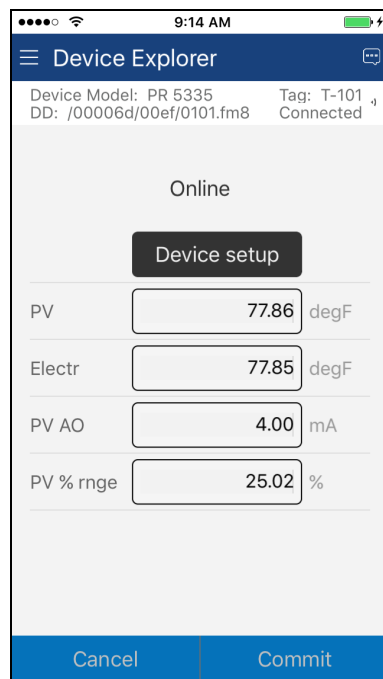 9:14 AM
Device Explorer
Device Model: PR 5335 Tag: T-101
DD: /00006d/00ef/0101.fm8 Connected
Online
Device setup
PV 77.86 degF
Electr 77.85 degF
PV AO 4.00 mA
PV % rnge 25.02 %
Cancel Commit